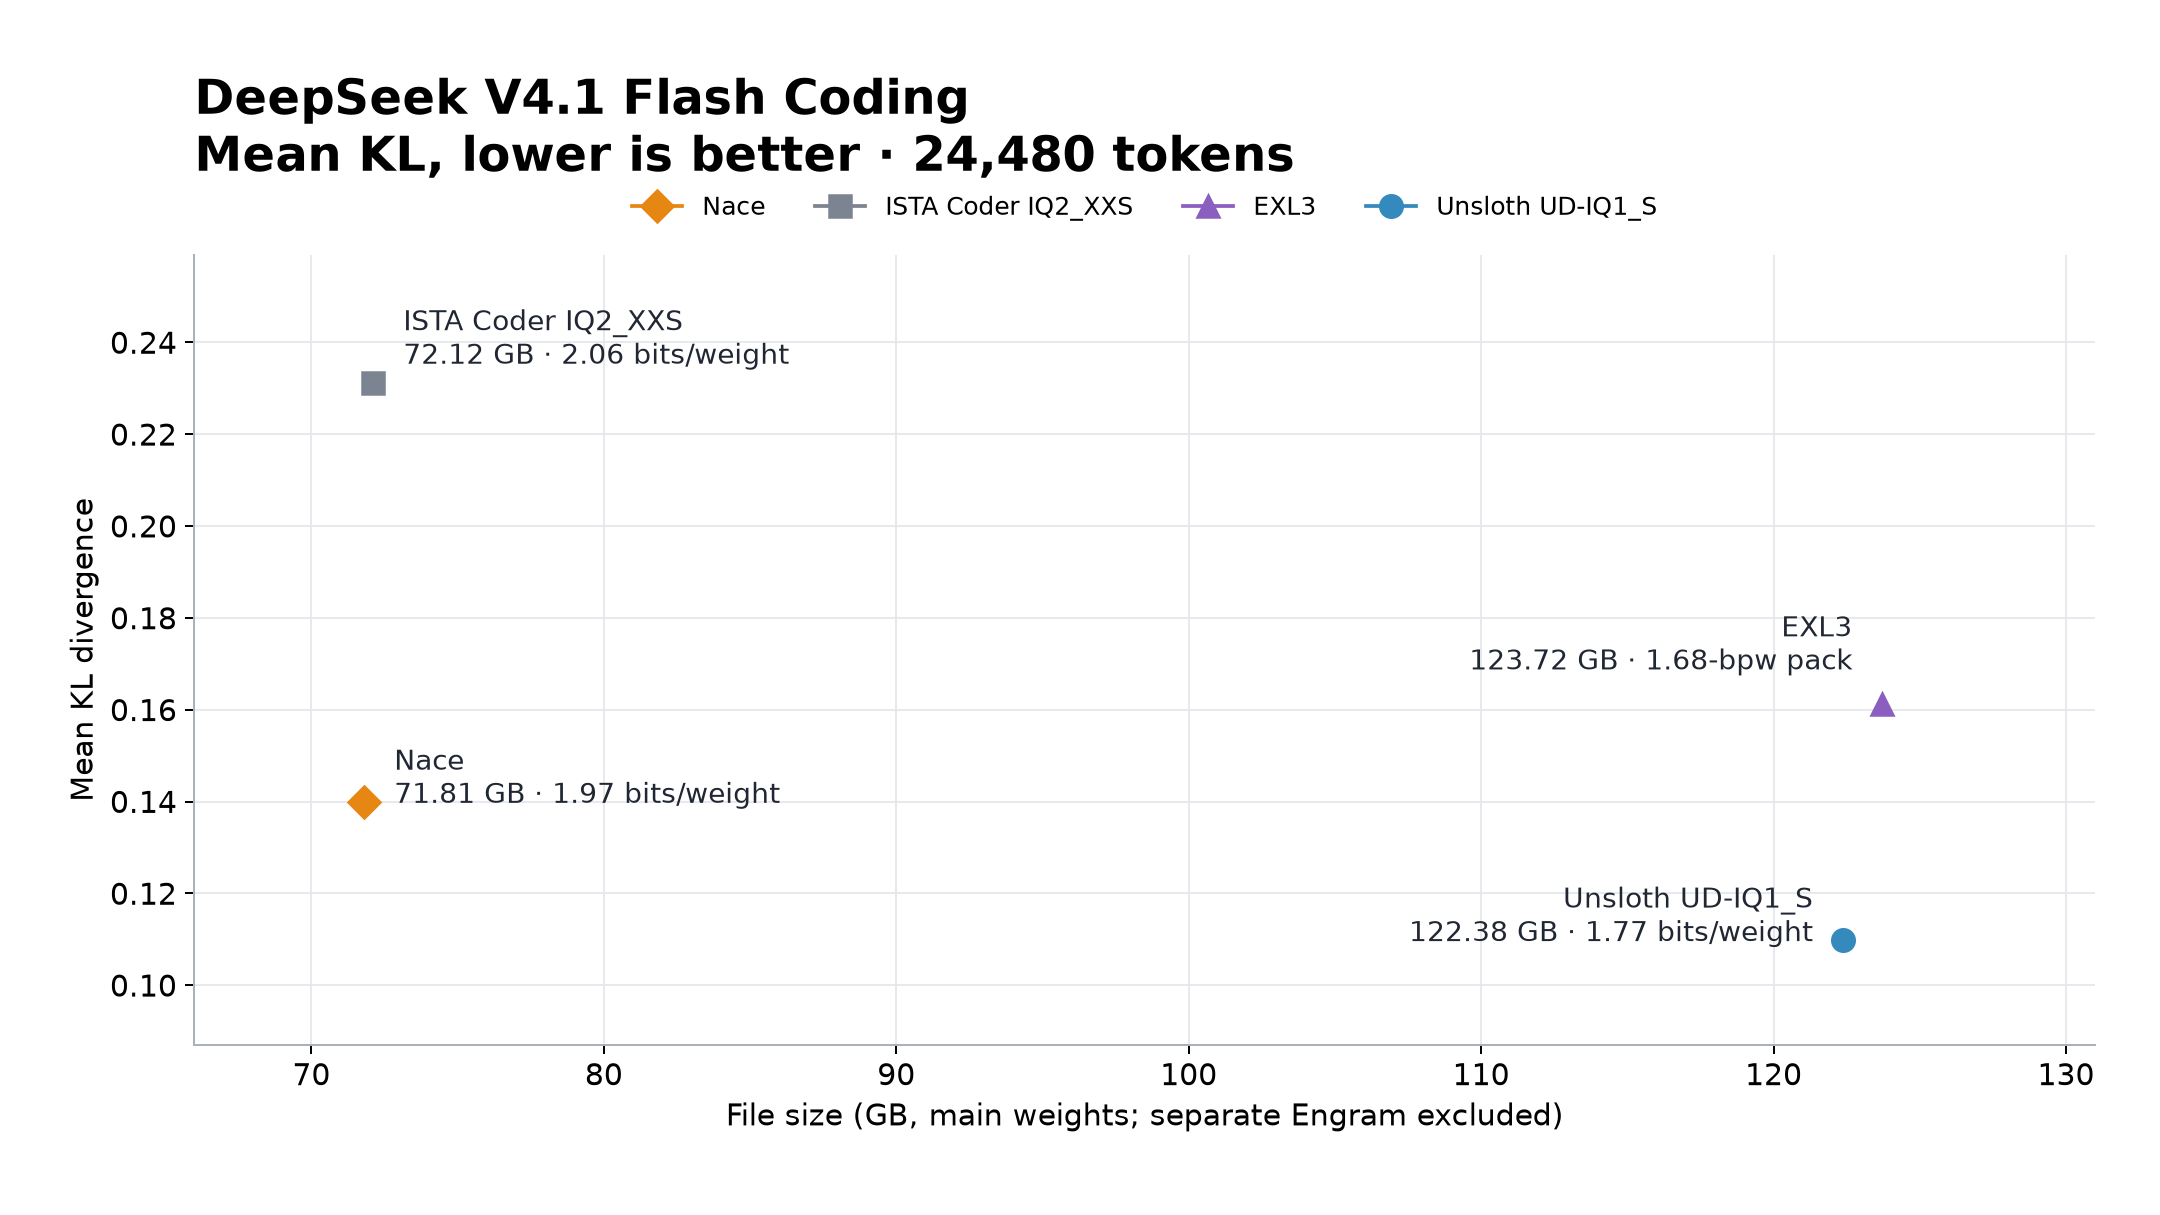 DeepSeek V4.1 Flash Coding
Mean KL, lower is better · 24,480 tokens
Nace
ISTA Coder IQ2_XXS
EXL3
Unsloth UD-IQ1_S
Mean KL divergence
0.24
0.22
0.20
0.18
0.16
0.14
0.12
0.10
ISTA Coder IQ2_XXS
72.12 GB · 2.06 bits/weight
EXL3
123.72 GB · 1.68-bpw pack
Nace
71.81 GB · 1.97 bits/weight
Unsloth UD-IQ1_S
122.38 GB · 1.77 bits/weight
70
80
90
100
110
120
130
File size (GB, main weights; separate Engram excluded)